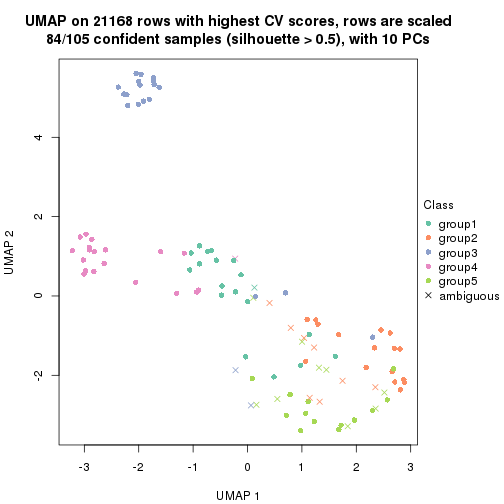 UMAP on 21168 rows with highest CV scores, rows are scaled
84/105 confident samples (silhouette > 0.5), with 10 PCs
4
2
0
-2
UMAP 2
-3
-2
-1
0
1
2
3
UMAP 1
Class
group1
group2
group3
group4
group5
ambiguous